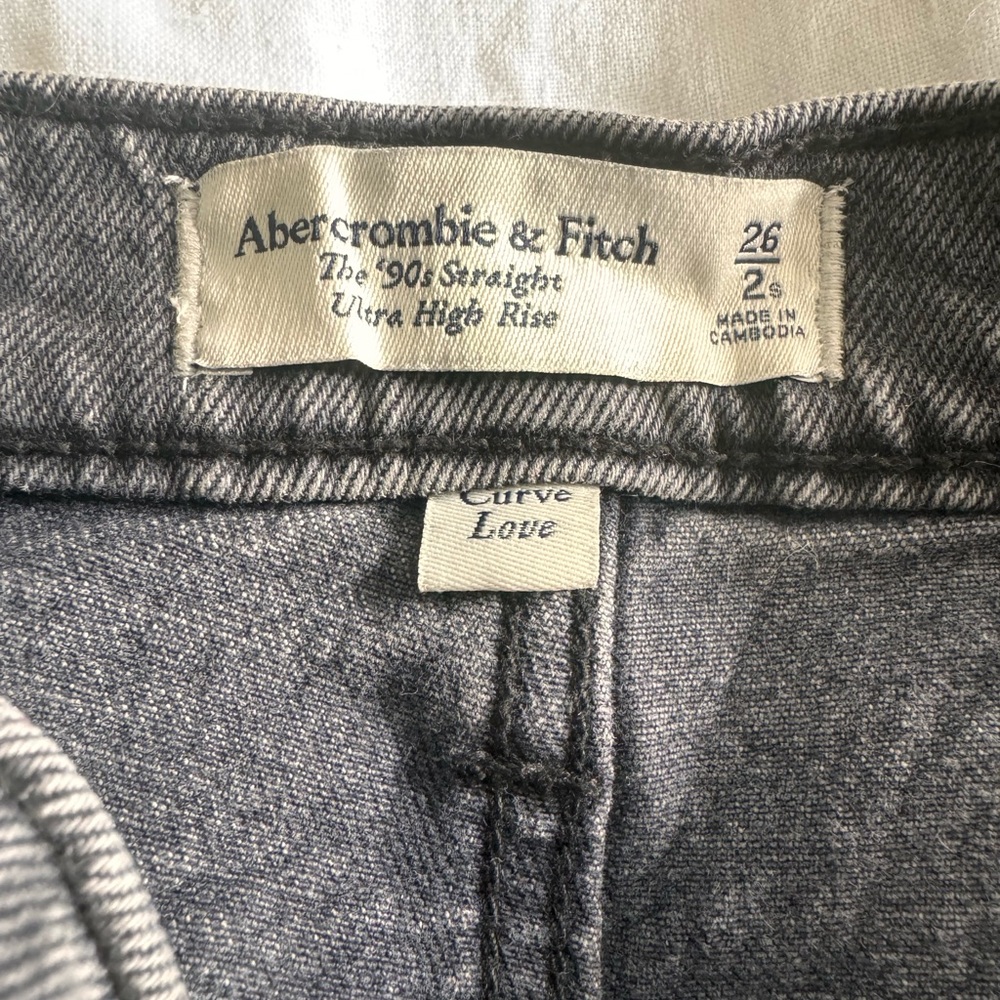 Abercrombie & Fitch
The '90s Straight
Ultra High Rise
26
2s
MADE IN
CAMBODIA
Curve
Love